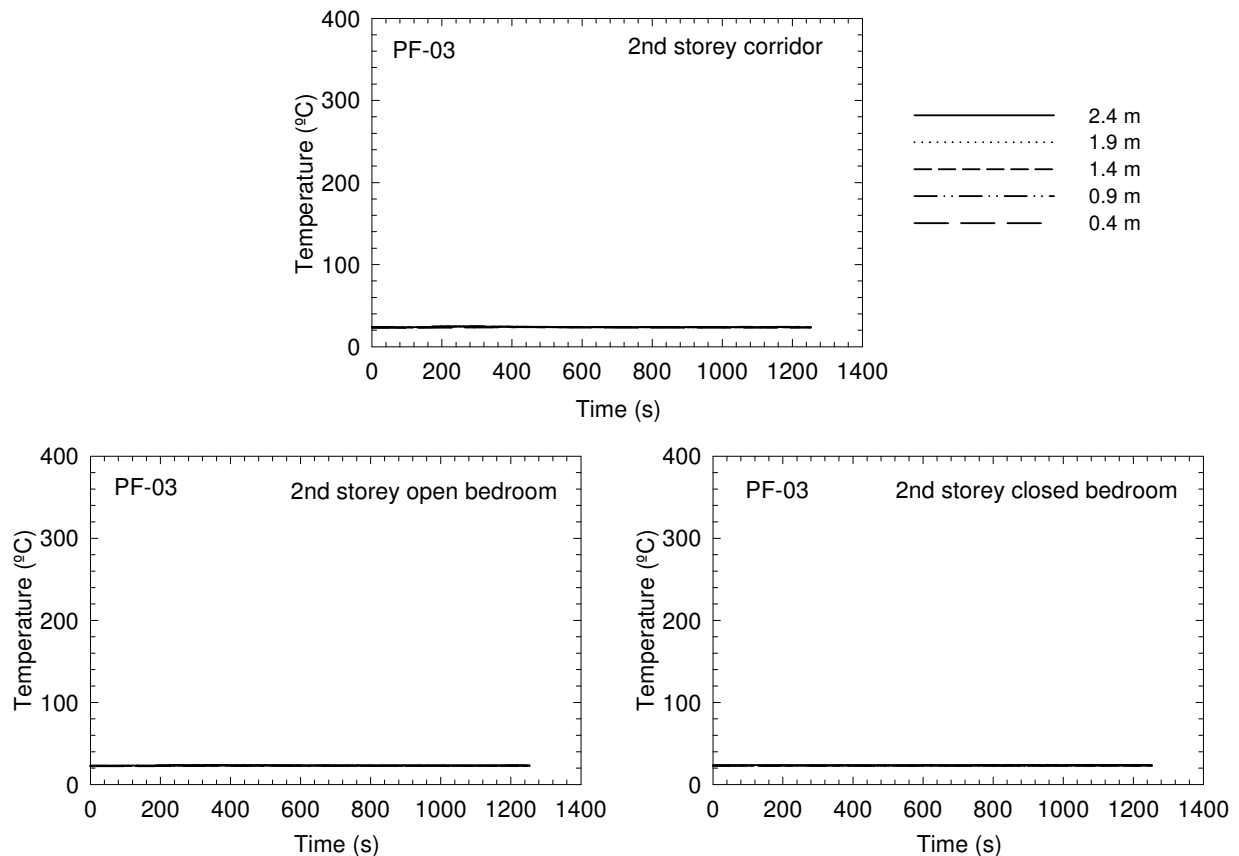 PF-03 2nd storey corridor
Temperature (ºC)
400
300
200
100
0
0 200 400 600 800 1000 1200 1400
Time (s)
2.4 m
1.9 m
1.4 m
0.9 m
0.4 m
PF-03 2nd storey open bedroom
Temperature (ºC)
400
300
200
100
0
0 200 400 600 800 1000 1200 1400
Time (s)
PF-03 2nd storey closed bedroom
Temperature (ºC)
400
300
200
100
0
0 200 400 600 800 1000 1200 1400
Time (s)